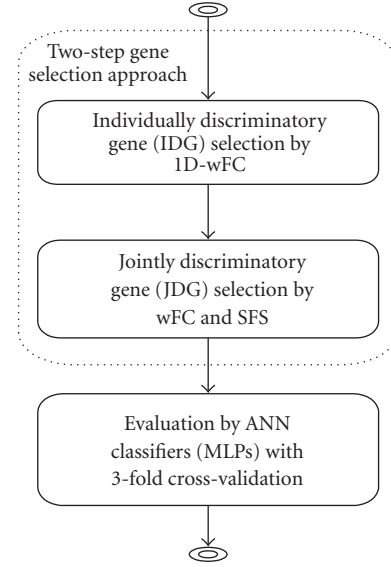 Two-step gene
selection approach
Individually discriminatory
gene (IDG) selection by
1D-wFC
Jointly discriminatory
gene (JDG) selection by
wFC and SFS
Evaluation by ANN
classifiers (MLPs) with
3-fold cross-validation